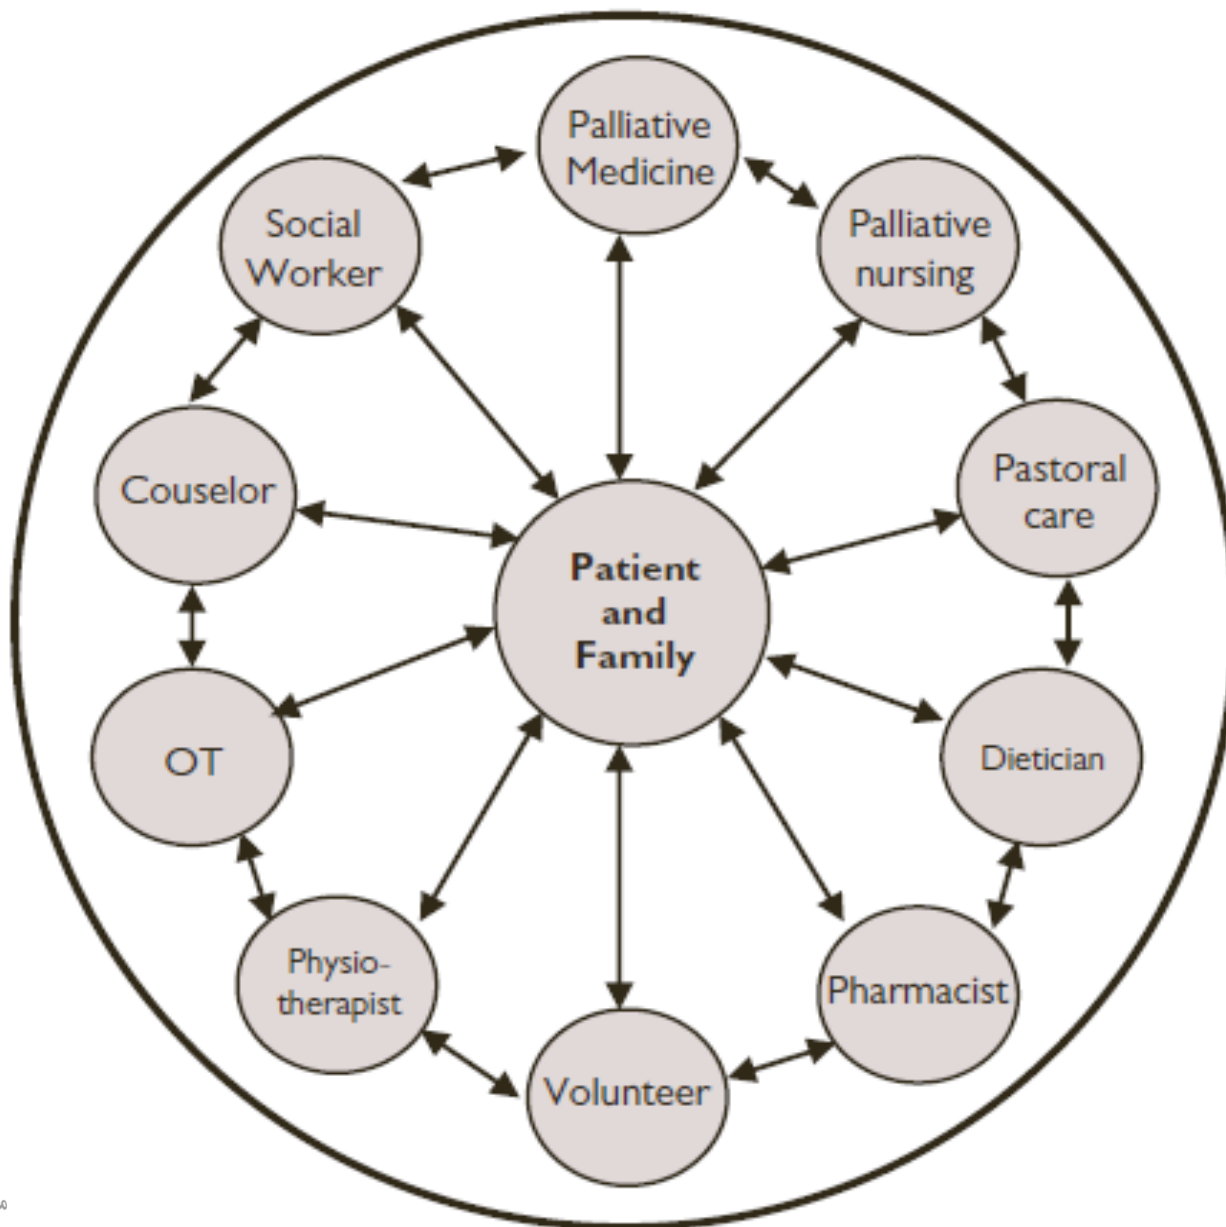 Palliative
Medicine
Social
Worker
Palliative
nursing
Couselor
Pastoral
care
Patient
and
Family
OT
Dietician
Physio-
therapist
Pharmacist
Volunteer